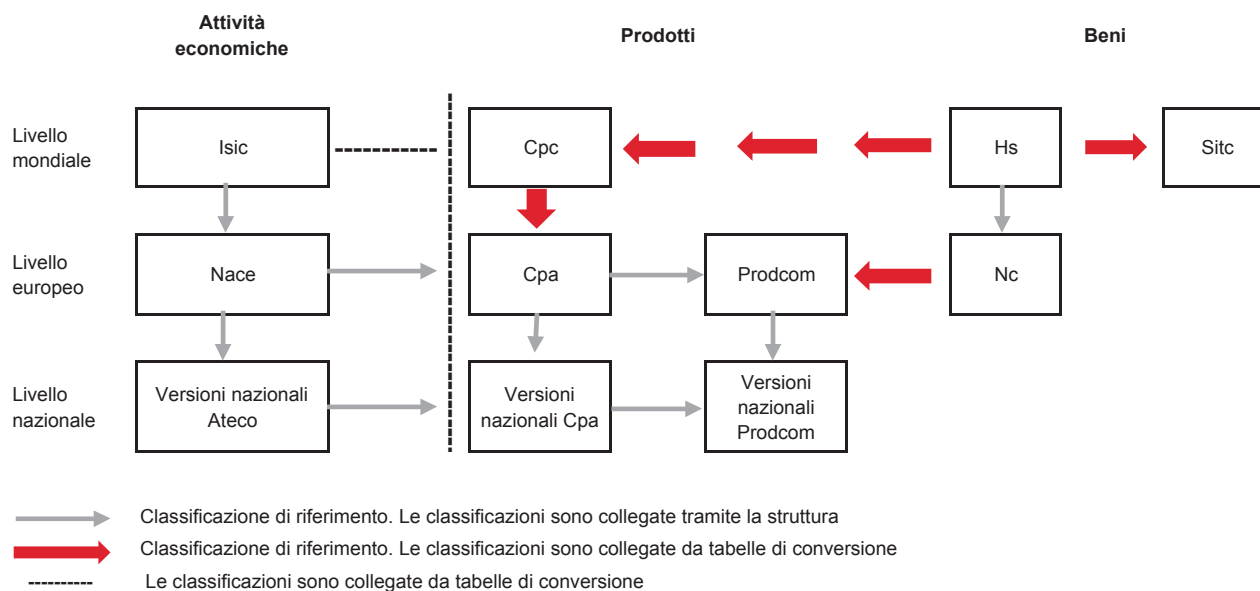 Attività
economiche
Prodotti
Beni
Livello
mondiale
Isic
Cpc
Hs
Sitc
Livello
europeo
Nace
Cpa
Prodcom
Nc
Livello
nazionale
Versioni nazionali
Ateco
Versioni
nazionali Cpa
Versioni
nazionali
Prodcom
Classificazione di riferimento. Le classificazioni sono collegate tramite la struttura
Classificazione di riferimento. Le classificazioni sono collegate da tabelle di conversione
Le classificazioni sono collegate da tabelle di conversione